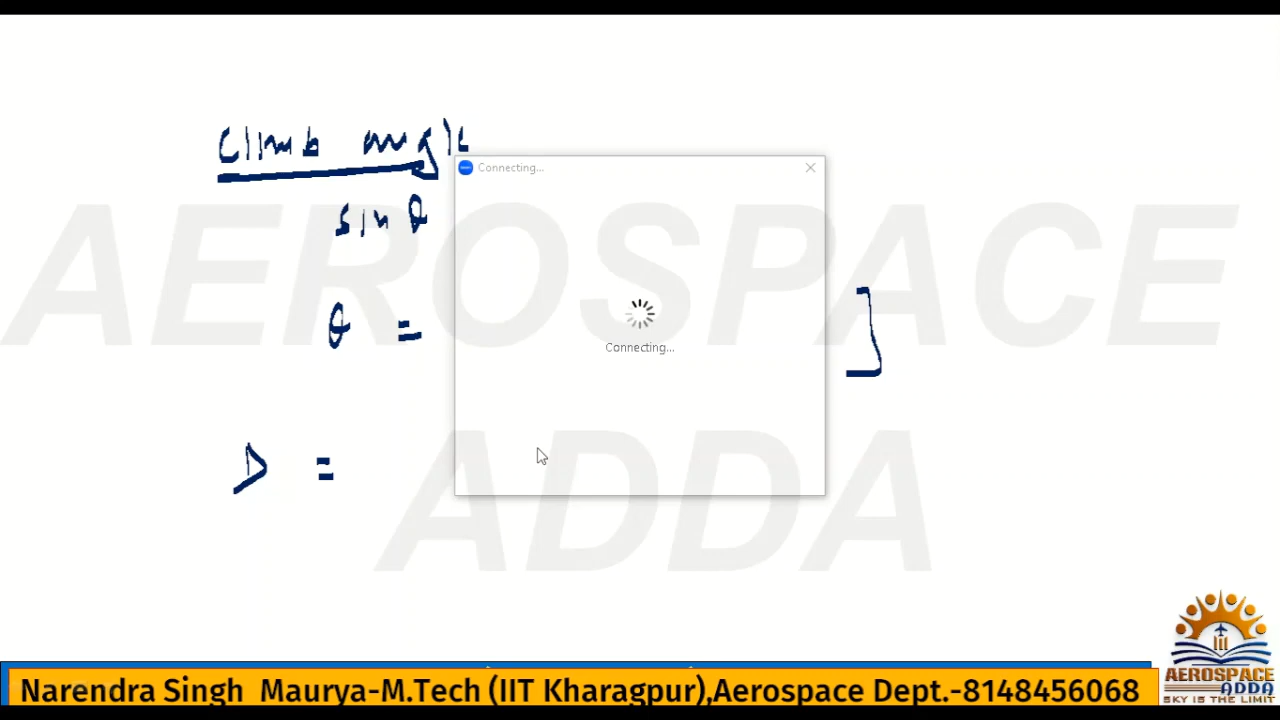 climb angle
Connecting...
sin θ
θ =
]
Connecting...
D =
AEROSPACE
ADDA
Narendra Singh Maurya-M.Tech (IIT Kharagpur),Aerospace Dept.-8148456068
AEROSPACE
ADDA
SKY IS THE LIMIT